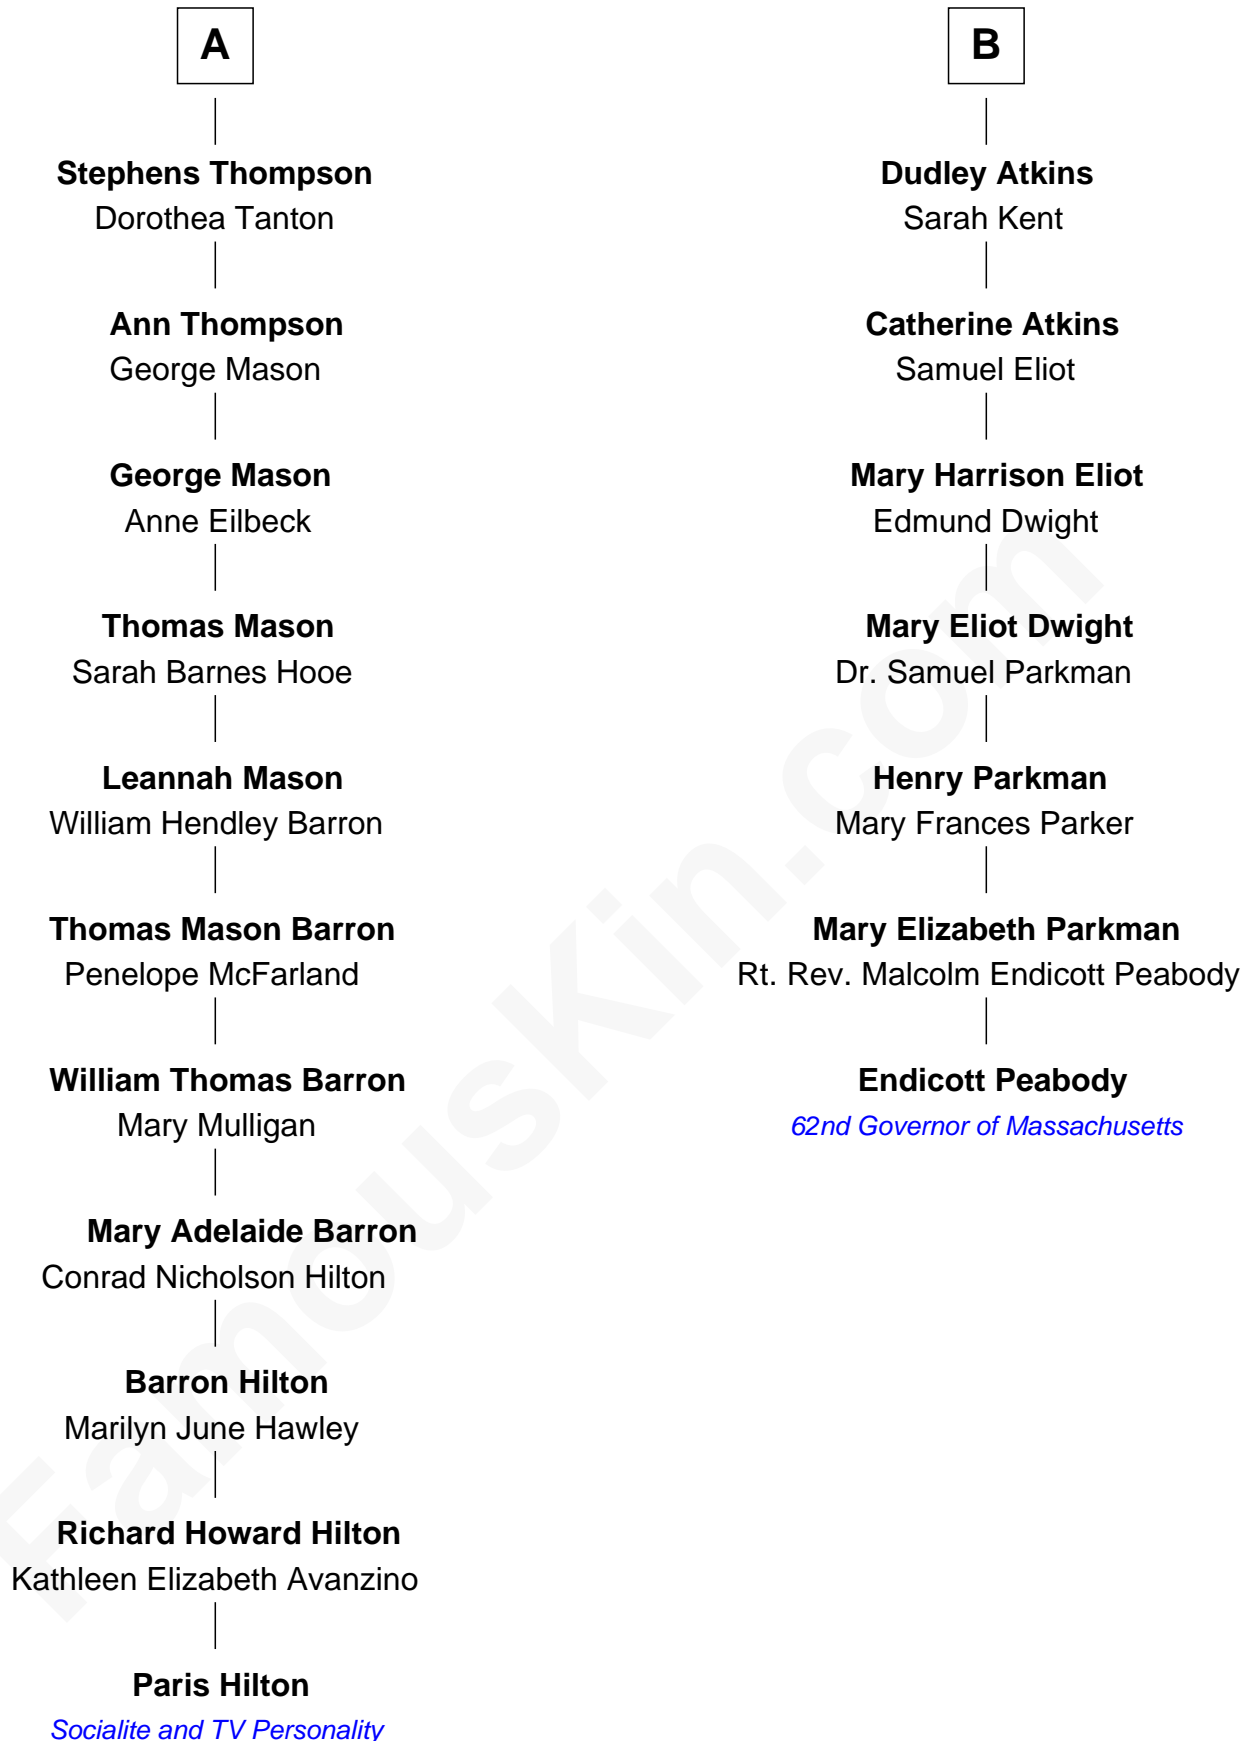 A
Stephens Thompson
Dorothea Tanton
Ann Thompson
George Mason
George Mason
Anne Eilbeck
Thomas Mason
Sarah Barnes Hooe
Leannah Mason
William Hendley Barron
Thomas Mason Barron
Penelope McFarland
William Thomas Barron
Mary Mulligan
Mary Adelaide Barron
Conrad Nicholson Hilton
Barron Hilton
Marilyn June Hawley
Richard Howard Hilton
Kathleen Elizabeth Avanzino
Paris Hilton
Socialite and TV Personality
B
Dudley Atkins
Sarah Kent
Catherine Atkins
Samuel Eliot
Mary Harrison Eliot
Edmund Dwight
Mary Eliot Dwight
Dr. Samuel Parkman
Henry Parkman
Mary Frances Parker
Mary Elizabeth Parkman
Rt. Rev. Malcolm Endicott Peabody
Endicott Peabody
62nd Governor of Massachusetts
FamousKin.com